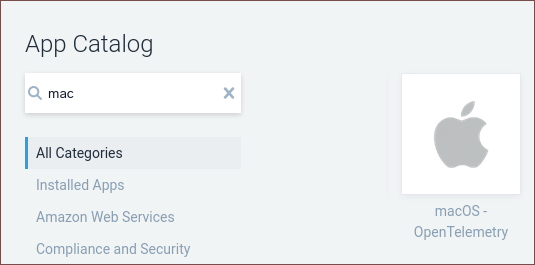 App Catalog
mac
All Categories
Installed Apps
Amazon Web Services
Compliance and Security
macOS -
OpenTelemetry